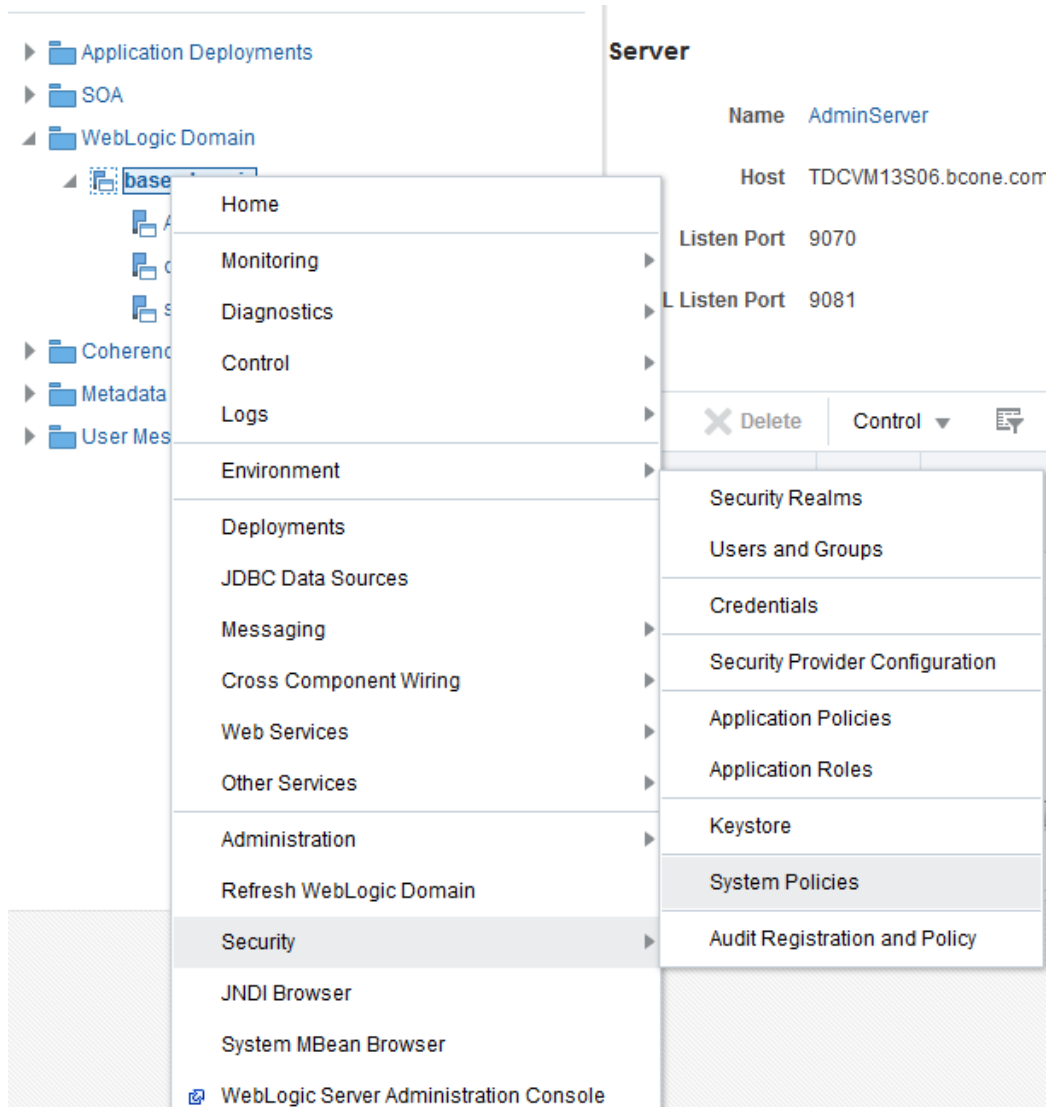 Application Deployments
SOA
WebLogic Domain
base
Coherenc
Metadata
User Mes
Server
Name AdminServer
Host TDCVM13S06.bcone.com
Listen Port 9070
L Listen Port 9081
Delete Control
Home
Monitoring
Diagnostics
Control
Logs
Environment
Deployments
JDBC Data Sources
Messaging
Cross Component Wiring
Web Services
Other Services
Administration
Refresh WebLogic Domain
Security
JNDI Browser
System MBean Browser
WebLogic Server Administration Console
Security Realms
Users and Groups
Credentials
Security Provider Configuration
Application Policies
Application Roles
Keystore
System Policies
Audit Registration and Policy